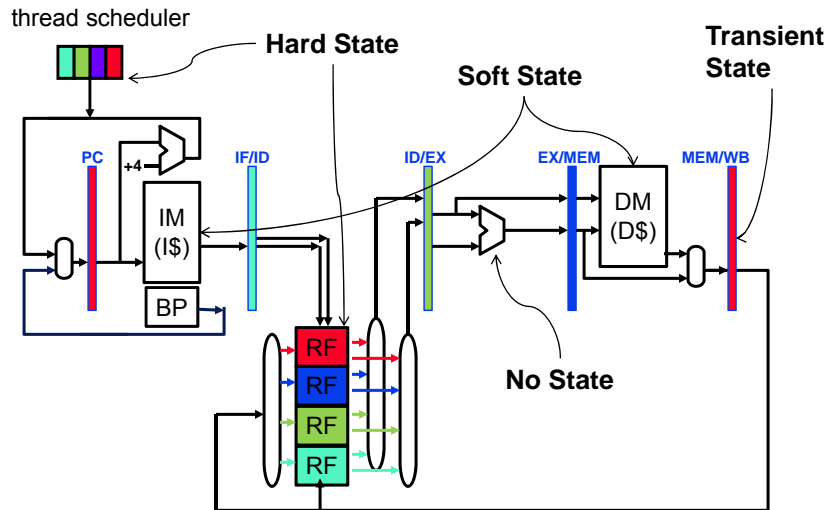 thread scheduler
Hard State
Soft State
Transient
State
PC
+4
IF/ID
ID/EX
EX/MEM
MEM/WB
IM
(I$)
DM
(D$)
BP
RF
RF
RF
RF
No State